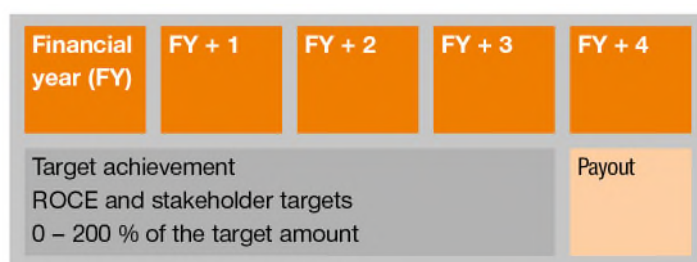 Financial
year (FY)
FY + 1
FY + 2
FY + 3
FY + 4
Target achievement
ROCE and stakeholder targets
0 – 200 % of the target amount
Payout